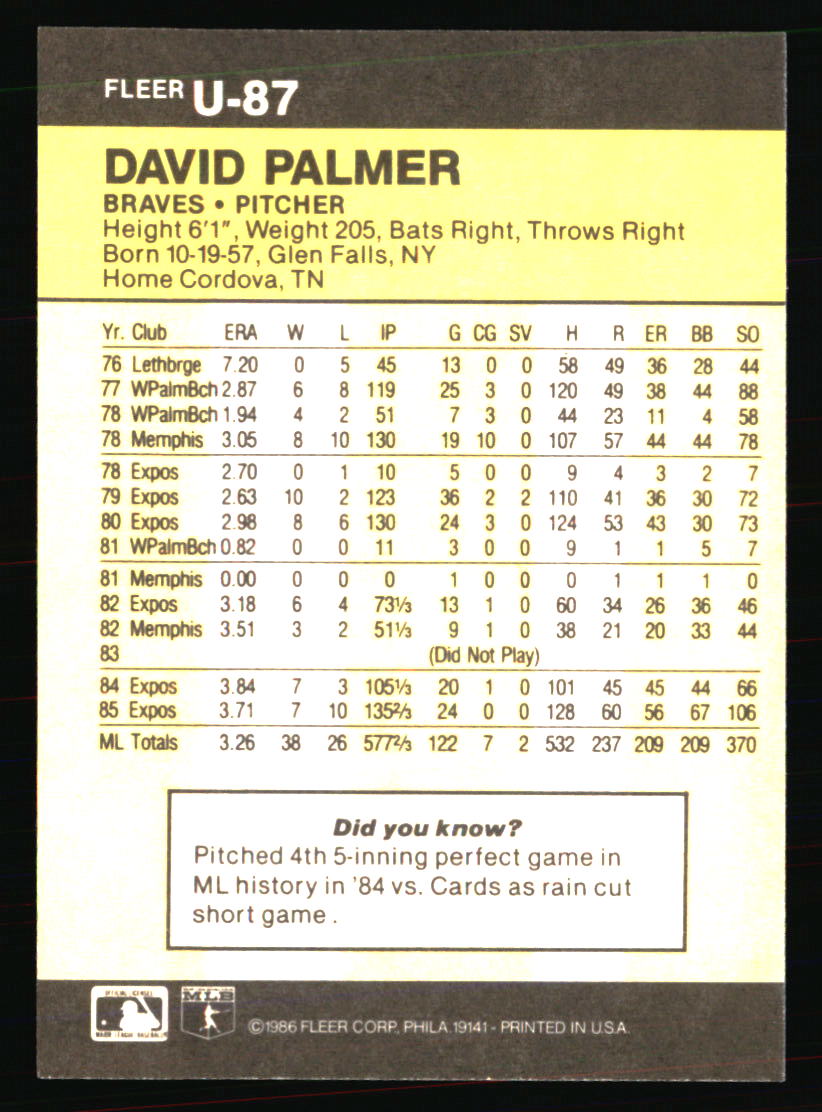 FLEER U-87
DAVID PALMER
BRAVES • PITCHER
Height 6'1", Weight 205, Bats Right, Throws Right
Born 10-19-57, Glen Falls, NY
Home Cordova, TN
Yr. Club ERA W L IP G CG SV H R ER BB SO
76 Lethbrge 7.20 0 5 45 13 0 0 58 49 36 28 44
77 WPalmBch 2.87 6 8 119 25 3 0 120 49 38 44 88
78 WPalmBch 1.94 4 2 51 7 3 0 44 23 11 4 58
78 Memphis 3.05 8 10 130 19 10 0 107 57 44 44 78
78 Expos 2.70 0 1 10 5 0 0 9 4 3 2 7
79 Expos 2.63 10 2 123 36 2 2 110 41 36 30 72
80 Expos 2.98 8 6 130 24 3 0 124 53 43 30 73
81 WPalmBch 0.82 0 0 11 3 0 0 9 1 1 5 7
81 Memphis 0.00 0 0 0 1 0 0 0 1 1 1 0
82 Expos 3.18 6 4 73⅓ 13 1 0 60 34 26 36 46
82 Memphis 3.51 3 2 51⅓ 9 1 0 38 21 20 33 44
83 (Did Not Play)
84 Expos 3.84 7 3 105⅓ 20 1 0 101 45 45 44 66
85 Expos 3.71 7 10 135⅔ 24 0 0 128 60 56 67 106
ML Totals 3.26 38 26 577⅔ 122 7 2 532 237 209 209 370
Did you know?
Pitched 4th 5-inning perfect game in
ML history in '84 vs. Cards as rain cut
short game.
MLB
©1986 FLEER CORP., PHILA. 19141 - PRINTED IN U.S.A.